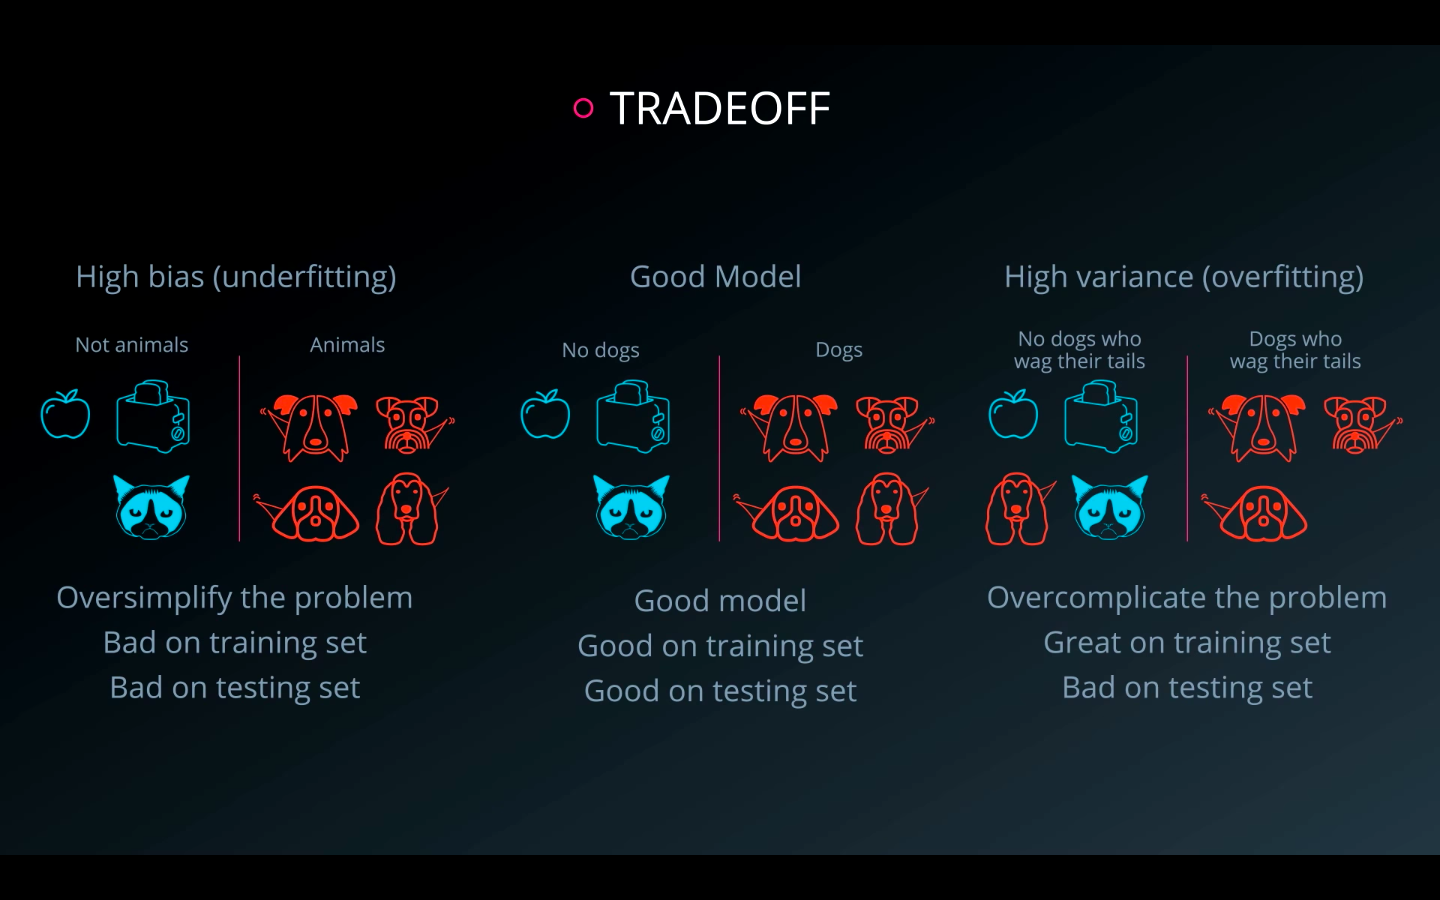 TRADEOFF
High bias (underfitting)
Not animals
Animals
Oversimplify the problem
Bad on training set
Bad on testing set
Good Model
No dogs
Dogs
Good model
Good on training set
Good on testing set
High variance (overfitting)
No dogs who
wag their tails
Dogs who
wag their tails
Overcomplicate the problem
Great on training set
Bad on testing set